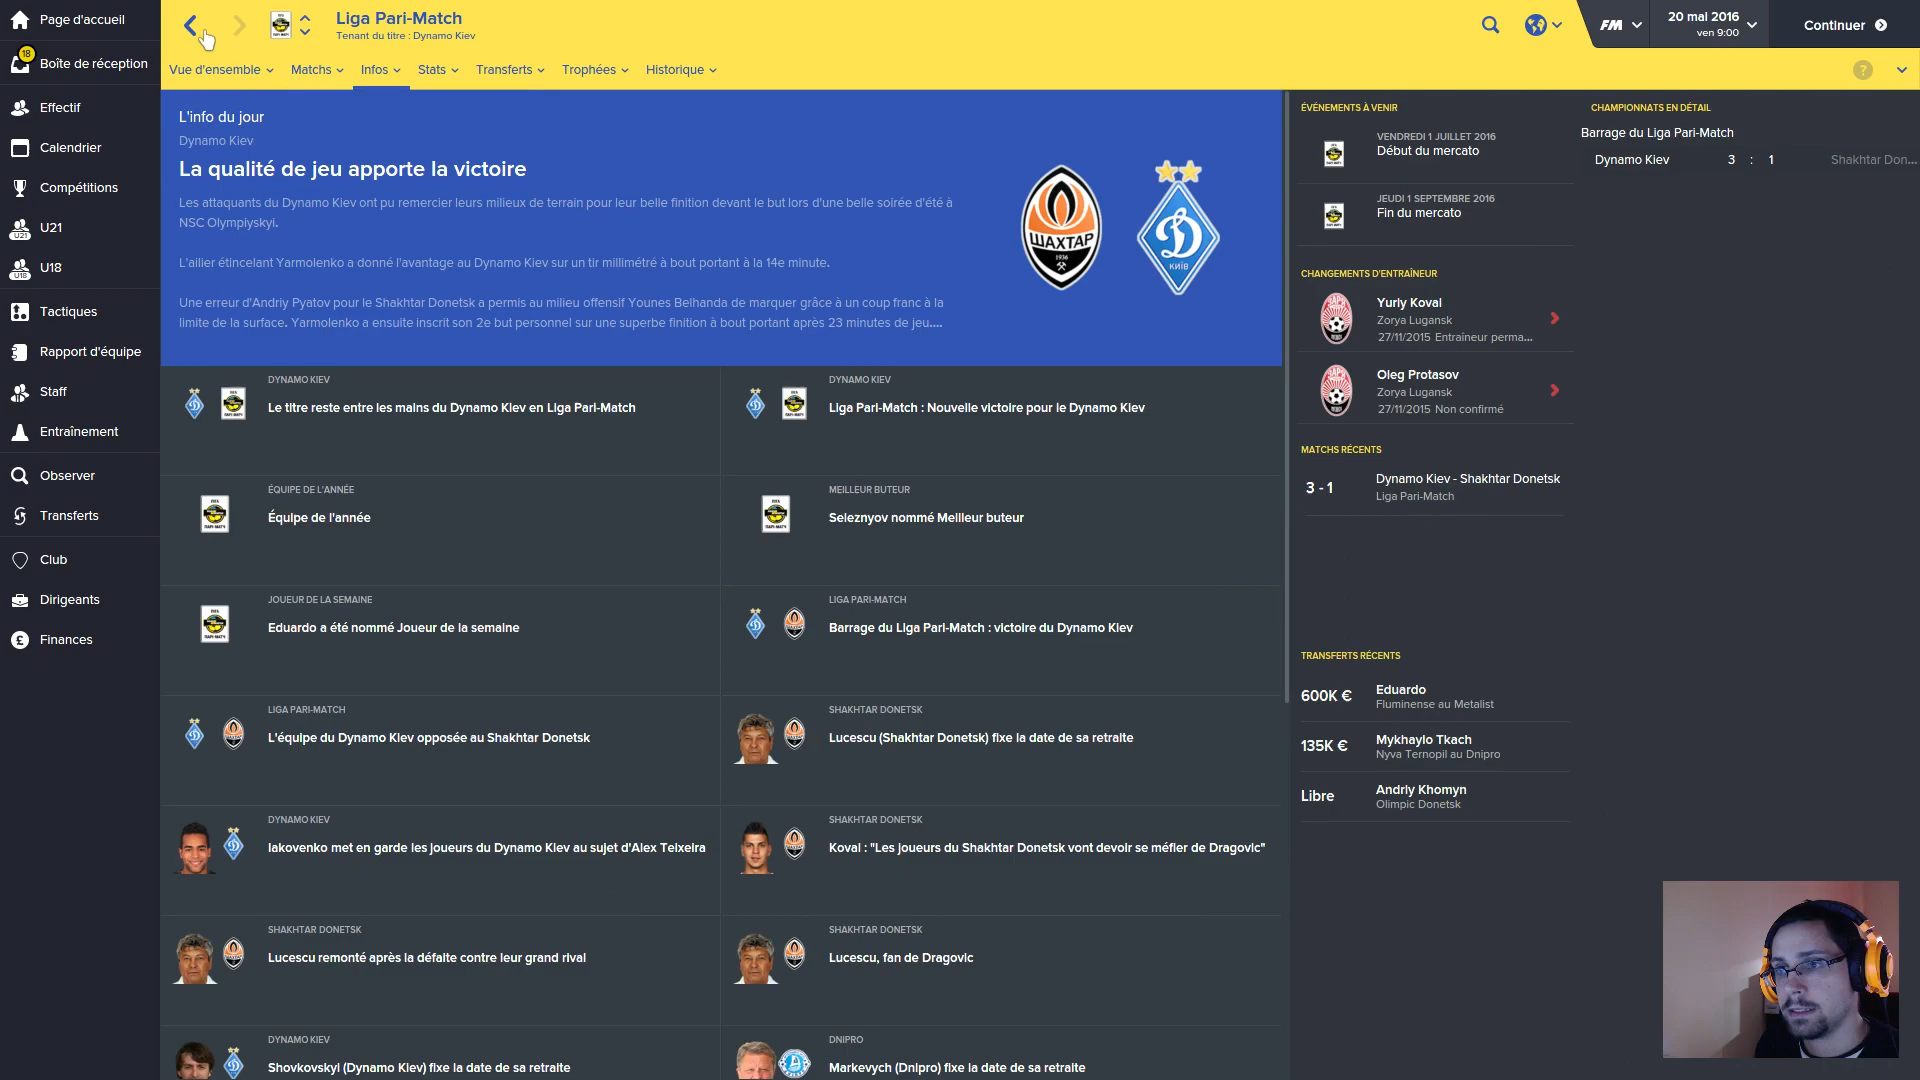 Page d'accueil
18
Boîte de réception
Effectif
Calendrier
Compétitions
U21
U21
U18
U18
Tactiques
Rapport d'équipe
Staff
Entraînement
Observer
Transferts
Club
Dirigeants
Finances
Liga Pari-Match
Tenant du titre : Dynamo Kiev
FM
20 mai 2016
ven 9:00
Continuer
Vue d'ensemble
Matchs
Infos
Stats
Transferts
Trophées
Historique
?
L'info du jour
Dynamo Kiev
La qualité de jeu apporte la victoire
Les attaquants du Dynamo Kiev ont pu remercier leurs milieux de terrain pour leur belle finition devant le but lors d'une belle soirée d'été à
NSC Olympiyskyi.
L'ailier étincelant Yarmolenko a donné l'avantage au Dynamo Kiev sur un tir millimétré à bout portant à la 14e minute.
Une erreur d'Andriy Pyatov pour le Shakhtar Donetsk a permis au milieu offensif Younes Belhanda de marquer grâce à un coup franc à la
limite de la surface. Yarmolenko a ensuite inscrit son 2e but personnel sur une superbe finition à bout portant après 23 minutes de jeu....
ШАХТАР
1936
КИЇВ
DYNAMO KIEV
Le titre reste entre les mains du Dynamo Kiev en Liga Pari-Match
DYNAMO KIEV
Liga Pari-Match : Nouvelle victoire pour le Dynamo Kiev
ÉQUIPE DE L'ANNÉE
Équipe de l'année
MEILLEUR BUTEUR
Seleznyov nommé Meilleur buteur
JOUEUR DE LA SEMAINE
Eduardo a été nommé Joueur de la semaine
LIGA PARI-MATCH
Barrage du Liga Pari-Match : victoire du Dynamo Kiev
LIGA PARI-MATCH
L'équipe du Dynamo Kiev opposée au Shakhtar Donetsk
SHAKHTAR DONETSK
Lucescu (Shakhtar Donetsk) fixe la date de sa retraite
DYNAMO KIEV
Iakovenko met en garde les joueurs du Dynamo Kiev au sujet d'Alex Teixeira
SHAKHTAR DONETSK
Koval : "Les joueurs du Shakhtar Donetsk vont devoir se méfier de Dragovic"
SHAKHTAR DONETSK
Lucescu remonté après la défaite contre leur grand rival
SHAKHTAR DONETSK
Lucescu, fan de Dragovic
DYNAMO KIEV
Shovkovskyi (Dynamo Kiev) fixe la date de sa retraite
DNIPRO
Markevych (Dnipro) fixe la date de sa retraite
ÉVÉNEMENTS À VENIR
VENDREDI 1 JUILLET 2016
Début du mercato
JEUDI 1 SEPTEMBRE 2016
Fin du mercato
CHANGEMENTS D'ENTRAÎNEUR
Yuriy Koval
Zorya Lugansk
27/11/2015 Entraîneur perma...
Oleg Protasov
Zorya Lugansk
27/11/2015 Non confirmé
MATCHS RÉCENTS
3 - 1
Dynamo Kiev - Shakhtar Donetsk
Liga Pari-Match
TRANSFERTS RÉCENTS
600K €
Eduardo
Fluminense au Metalist
135K €
Mykhaylo Tkach
Nyva Ternopil au Dnipro
Libre
Andriy Khomyn
Olimpic Donetsk
CHAMPIONNATS EN DÉTAIL
Barrage du Liga Pari-Match
Dynamo Kiev 3 : 1 Shakhtar Don...